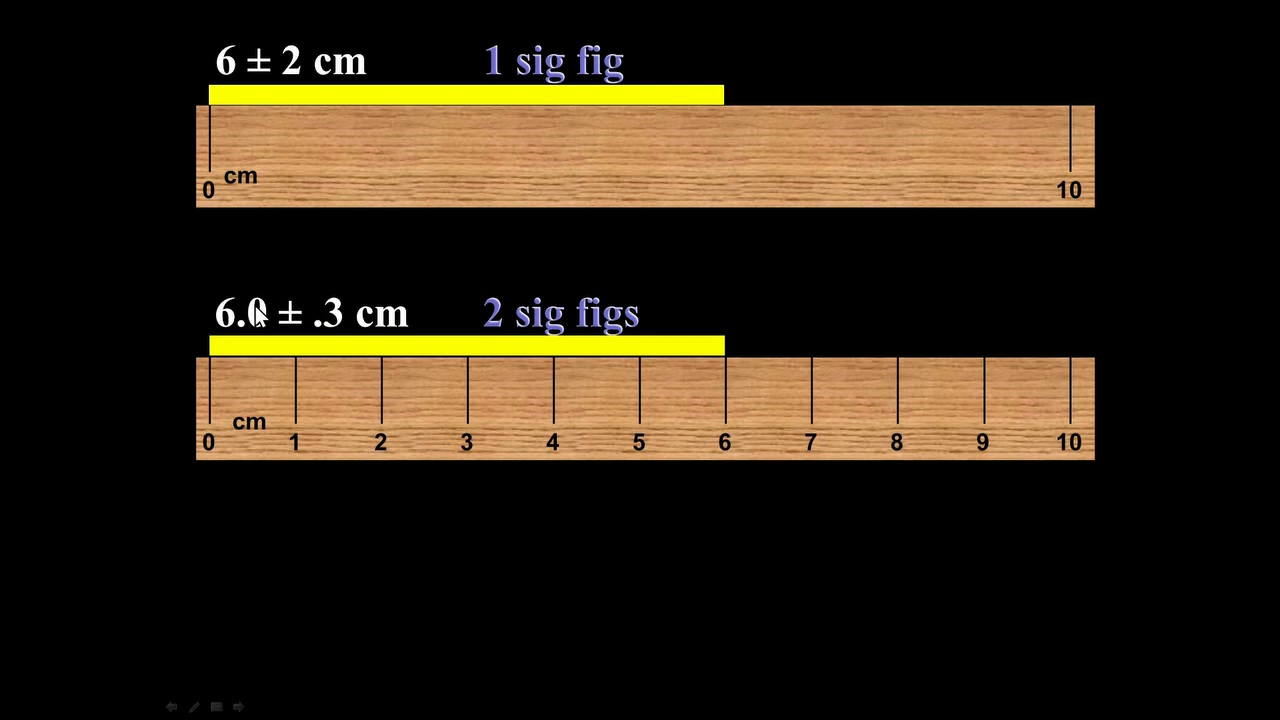 6 ± 2 cm 1 sig fig
cm
0 10
6.0 ± .3 cm 2 sig figs
cm
0 1 2 3 4 5 6 7 8 9 10